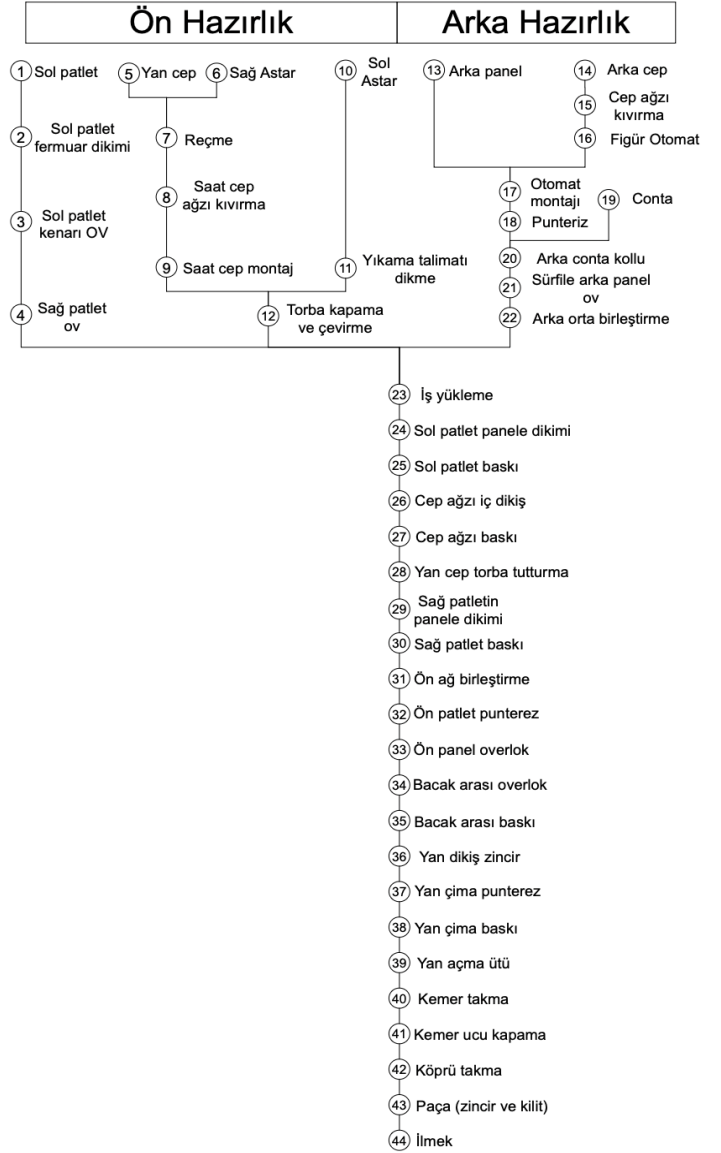 Ön Hazırlık
Arka Hazırlık
1 Sol patlet
5 Yan cep
6 Sağ Astar
10 Sol
Astar
13 Arka panel
14 Arka cep
15 Cep ağzı
kıvırma
16 Figür Otomat
2 Sol patlet
fermuar dikimi
7 Reçme
3 Sol patlet
kenarı OV
8 Saat cep
ağzı kıvırma
17 Otomat
montajı
18 Punteriz
19 Conta
9 Saat cep montaj
11 Yıkama talimatı
dikme
20 Arka conta kollu
21 Sürfile arka panel
ov
4 Sağ patlet
ov
12 Torba kapama
ve çevirme
22 Arka orta birleştirme
23 İş yükleme
24 Sol patlet panele dikimi
25 Sol patlet baskı
26 Cep ağzı iç dikiş
27 Cep ağzı baskı
28 Yan cep torba tutturma
29 Sağ patletin
panele dikimi
30 Sağ patlet baskı
31 Ön ağ birleştirme
32 Ön patlet punterez
33 Ön panel overlok
34 Bacak arası overlok
35 Bacak arası baskı
36 Yan dikiş zincir
37 Yan çima punterez
38 Yan çima baskı
39 Yan açma ütü
40 Kemer takma
41 Kemer ucu kapama
42 Köprü takma
43 Paça (zincir ve kilit)
44 İlmek